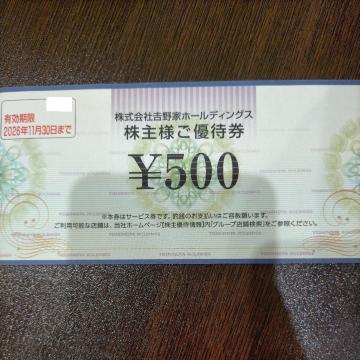 有効期限
2026年11月30日まで
株式会社吉野家ホールディングス
株主様ご優待券
¥500
※本券はサービス券です。釣銭のお支払いはご容赦願います。
ご利用可能な店舗は、当社ホームページ【株主優待情報】内【グループ店舗検索】をご参照ください。
YOSHINOYA HOLDINGS